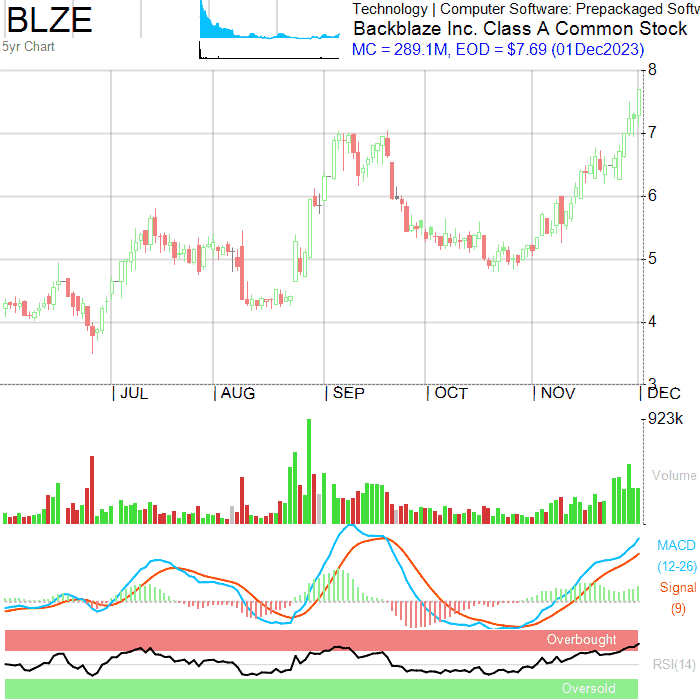 BLZE
5yr Chart
Technology | Computer Software: Prepackaged Softw
Backblaze Inc. Class A Common Stock
MC = 289.1M, EOD = $7.69 (01Dec2023)
8
7
6
5
4
3
JUL AUG SEP OCT NOV DEC
923k
Volume
MACD
(12-26)
Signal
(9)
Overbought
RSI(14)
Oversold